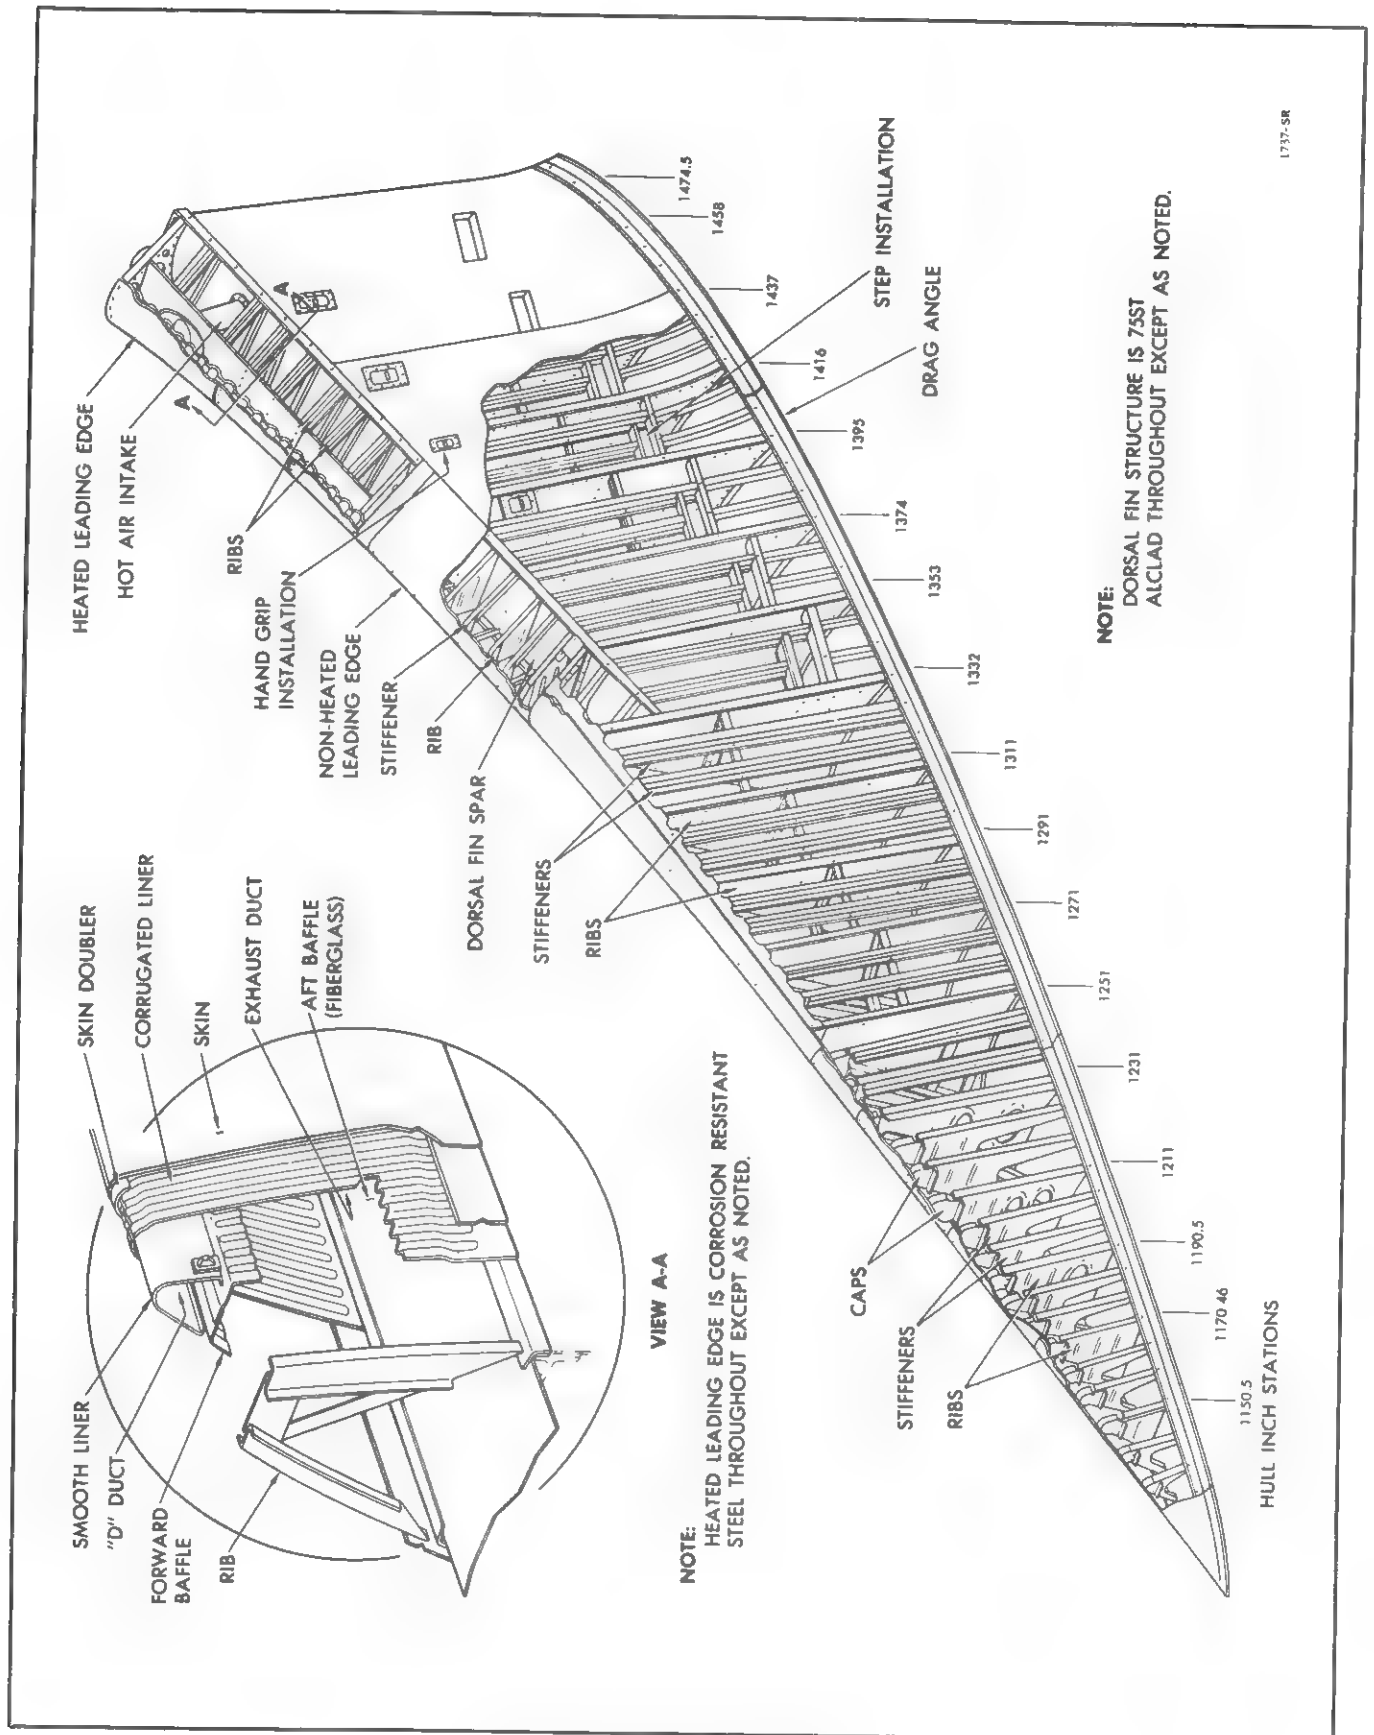 SMOOTH LINER
"D" DUCT
FORWARD
BAFFLE
RIB
SKIN DOUBLER
CORRUGATED LINER
SKIN
EXHAUST DUCT
AFT BAFFLE
(FIBERGLASS)
VIEW A-A
NOTE:
HEATED LEADING EDGE IS CORROSION RESISTANT
STEEL THROUGHOUT EXCEPT AS NOTED.
HEATED LEADING EDGE
HOT AIR INTAKE
A
A
RIBS
HAND GRIP
INSTALLATION
NON-HEATED
LEADING EDGE
STIFFENER
RIB
DORSAL FIN SPAR
STIFFENERS
RIBS
CAPS
STIFFENERS
RIBS
STEP INSTALLATION
DRAG ANGLE
1150.5
1170 46
1190.5
1211
1231
1251
1271
1291
1311
1332
1353
1374
1395
1416
1437
1458
1474.5
HULL INCH STATIONS
NOTE:
DORSAL FIN STRUCTURE IS 75ST
ALCLAD THROUGHOUT EXCEPT AS NOTED.
1737-SR